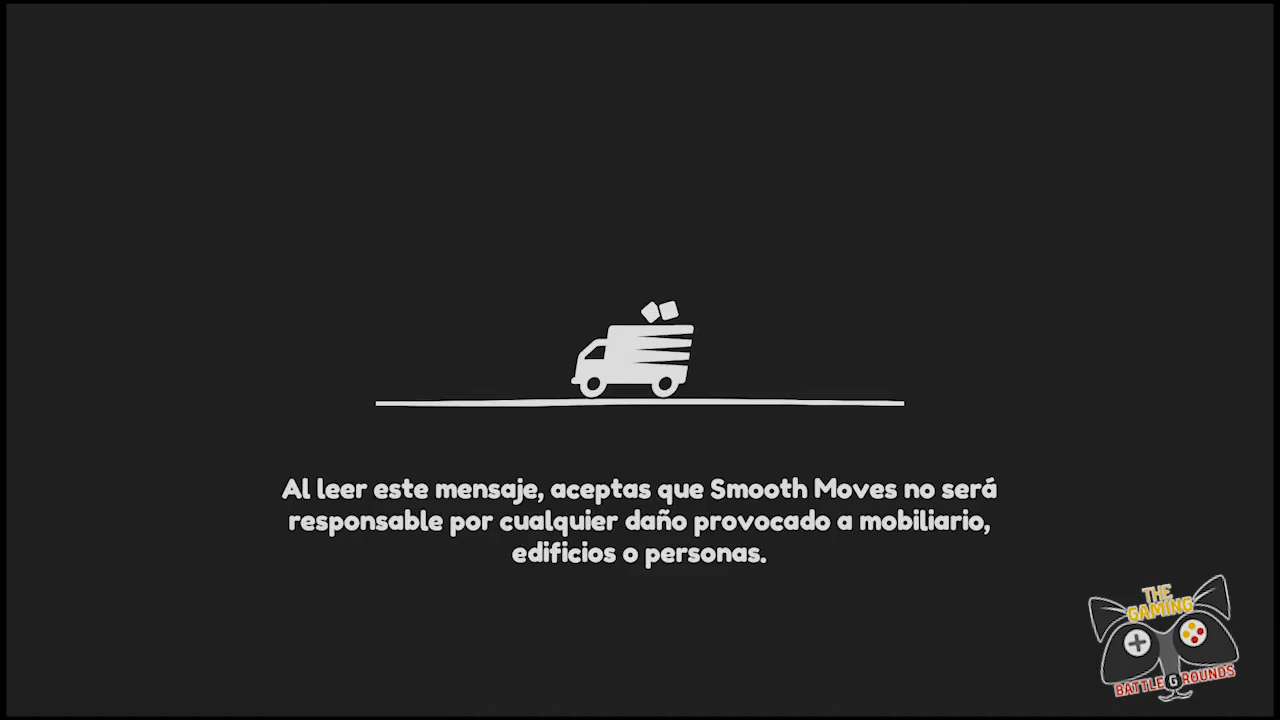 Al leer este mensaje, aceptas que Smooth Moves no será
responsable por cualquier daño provocado a mobiliario,
edificios o personas.
THE
GAMING
BATTLE G ROUNDS